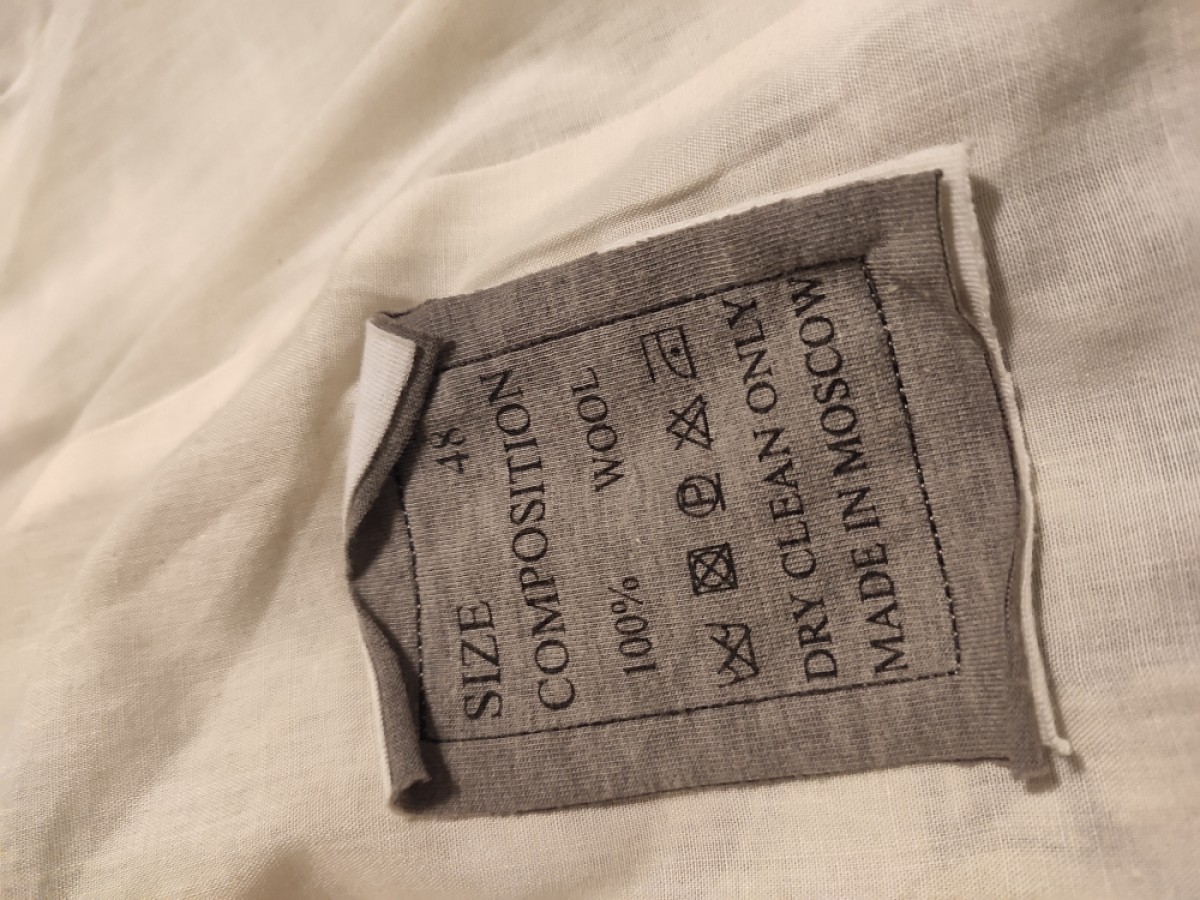 SIZE 48
COMPOSITION
100% WOOL
P
DRY CLEAN ONLY
MADE IN MOSCOW